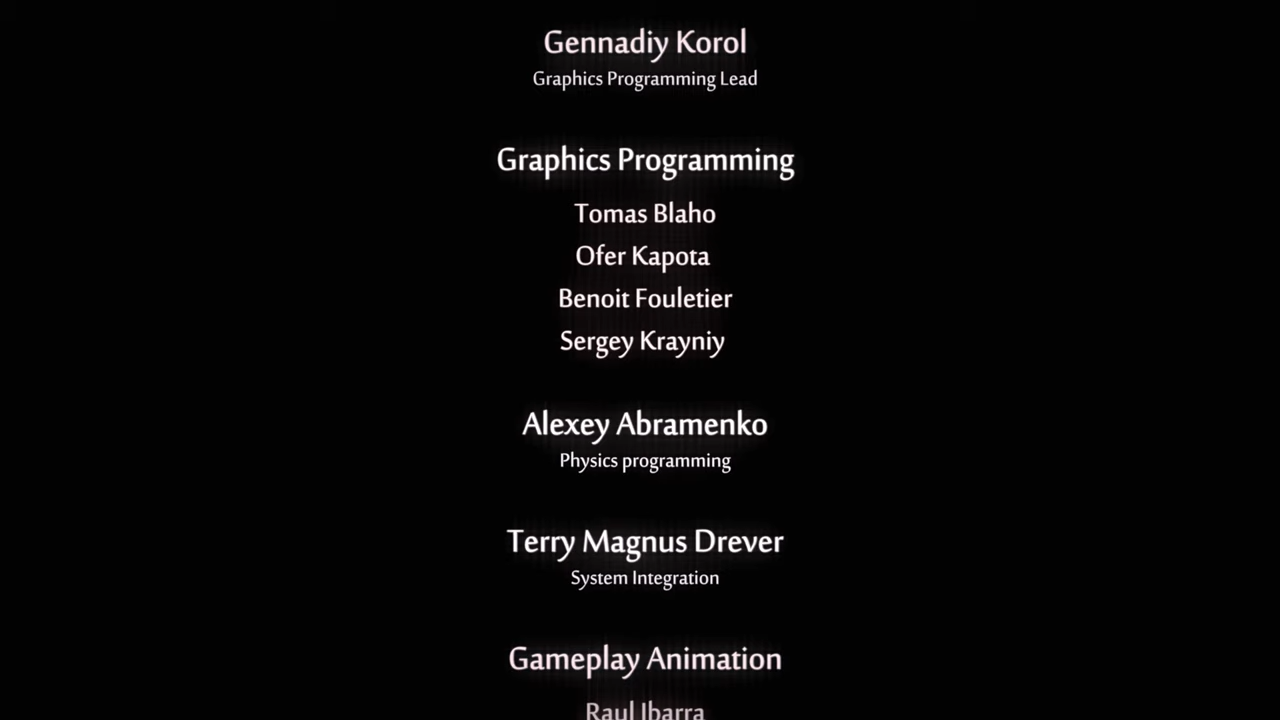 Gennadiy Korol
Graphics Programming Lead
Graphics Programming
Tomas Blaho
Ofer Kapota
Benoit Fouletier
Sergey Krayniy
Alexey Abramenko
Physics programming
Terry Magnus Drever
System Integration
Gameplay Animation
Raul Ibarra